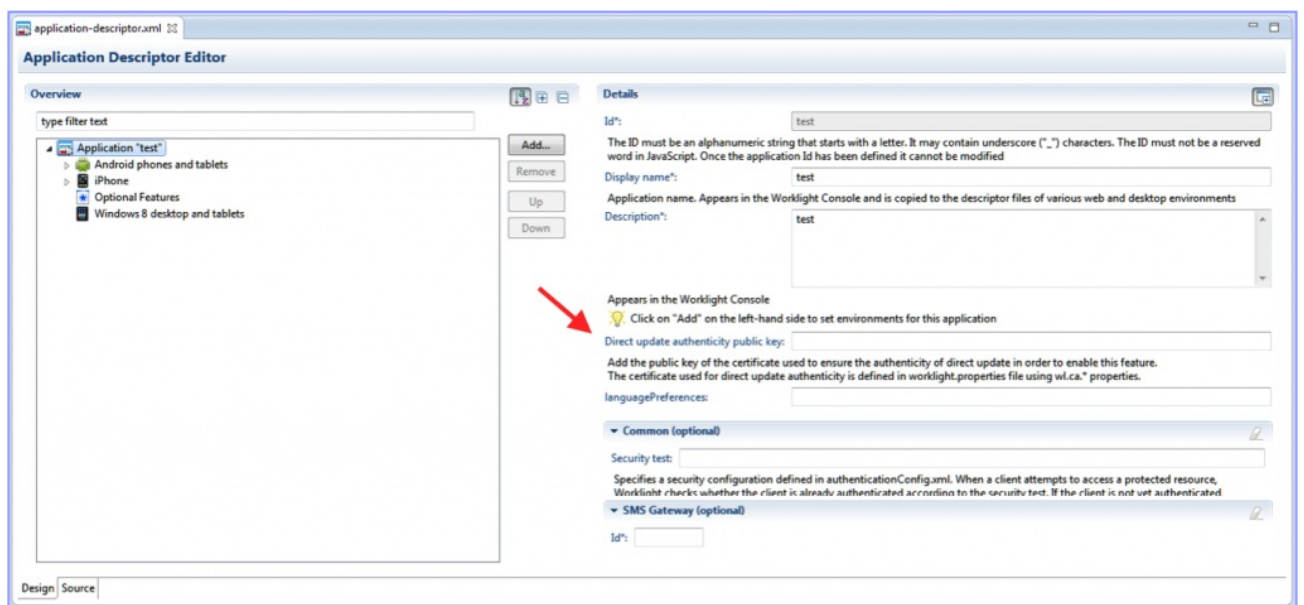 application-descriptor.xml
Application Descriptor Editor
Overview
type filter text
Application "test"
Android phones and tablets
iPhone
Optional Features
Windows 8 desktop and tablets
Add...
Remove
Up
Down
Details
Id*:
test
The ID must be an alphanumeric string that starts with a letter. It may contain underscore ("_") characters. The ID must not be a reserved
word in JavaScript. Once the application Id has been defined it cannot be modified
Display name*:
test
Application name. Appears in the Worklight Console and is copied to the descriptor files of various web and desktop environments
Description*:
test
Appears in the Worklight Console
Click on "Add" on the left-hand side to set environments for this application
Direct update authenticity public key:
Add the public key of the certificate used to ensure the authenticity of direct update in order to enable this feature.
The certificate used for direct update authenticity is defined in worklight.properties file using wl.ca.* properties.
languagePreferences:
Common (optional)
Security test:
Specifies a security configuration defined in authenticationConfig.xml. When a client attempts to access a protected resource,
Worklight checks whether the client is already authenticated according to the security test. If the client is not yet authenticated
SMS Gateway (optional)
Id*:
Design Source